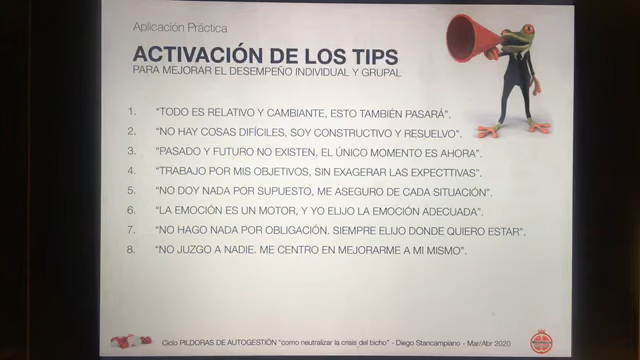 Aplicación Práctica
ACTIVACIÓN DE LOS TIPS
PARA MEJORAR EL DESEMPEÑO INDIVIDUAL Y GRUPAL
1. "TODO ES RELATIVO Y CAMBIANTE, ESTO TAMBIÉN PASARÁ".
2. "NO HAY COSAS DIFÍCILES, SOY CONSTRUCTIVO Y RESUELVO".
3. "PASADO Y FUTURO NO EXISTEN, EL ÚNICO MOMENTO ES AHORA".
4. "TRABAJO POR MIS OBJETIVOS, SIN EXAGERAR LAS EXPECTTIVAS".
5. "NO DOY NADA POR SUPUESTO, ME ASEGURO DE CADA SITUACIÓN".
6. "LA EMOCIÓN ES UN MOTOR, Y YO ELIJO LA EMOCIÓN ADECUADA".
7. "NO HAGO NADA POR OBLIGACIÓN. SIEMPRE ELIJO DONDE QUIERO ESTAR".
8. "NO JUZGO A NADIE. ME CENTRO EN MEJORARME A MI MISMO".
Ciclo PILDORAS DE AUTOGESTIÓN "como neutralizar la crisis del bicho" - Diego Stancampiano - Mar/Abr 2020